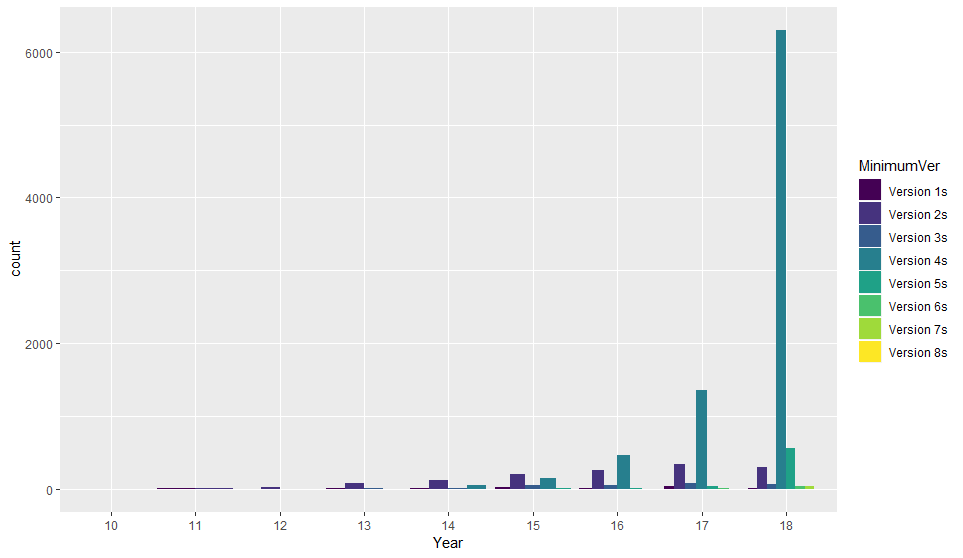 6000
4000
2000
0
count
10 11 12 13 14 15 16 17 18
Year
MinimumVer
Version 1s
Version 2s
Version 3s
Version 4s
Version 5s
Version 6s
Version 7s
Version 8s